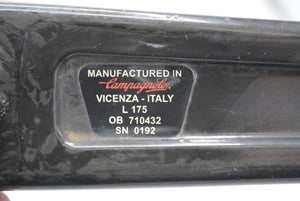 MANUFACTURED IN
Campagnolo
VICENZA - ITALY
L 175
OB 710432
SN 0192